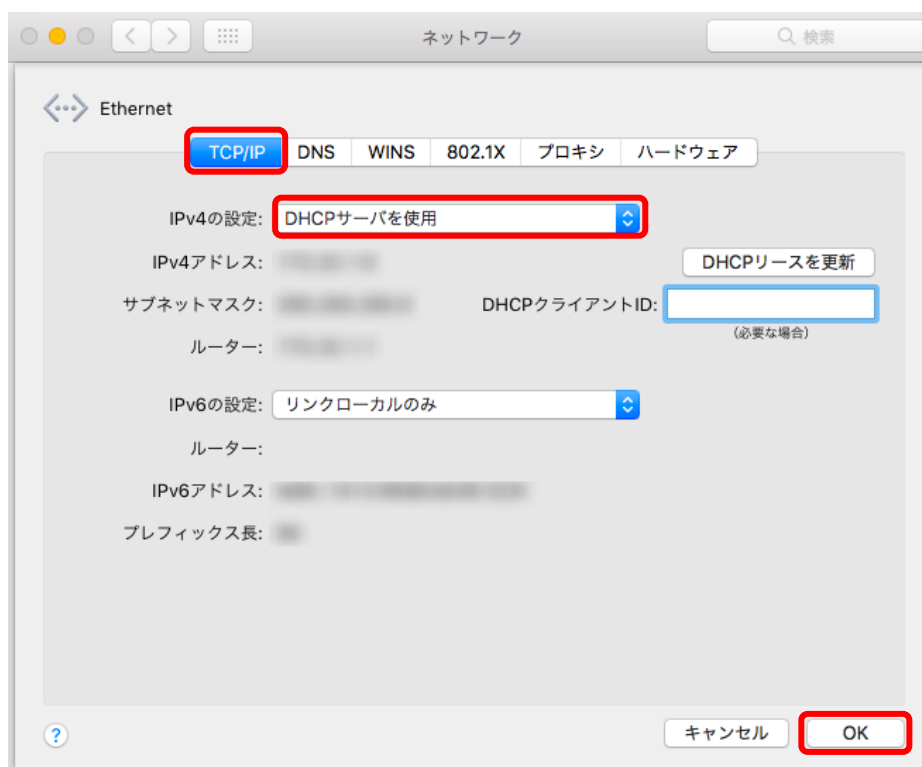 ネットワーク
検索
Ethernet
TCP/IP DNS WINS 802.1X プロキシ ハードウェア
IPv4の設定: DHCPサーバを使用
IPv4アドレス: DHCPリースを更新
サブネットマスク: DHCPクライアントID:
(必要な場合)
ルーター:
IPv6の設定: リンクローカルのみ
ルーター:
IPv6アドレス:
プレフィックス長:
? キャンセル OK